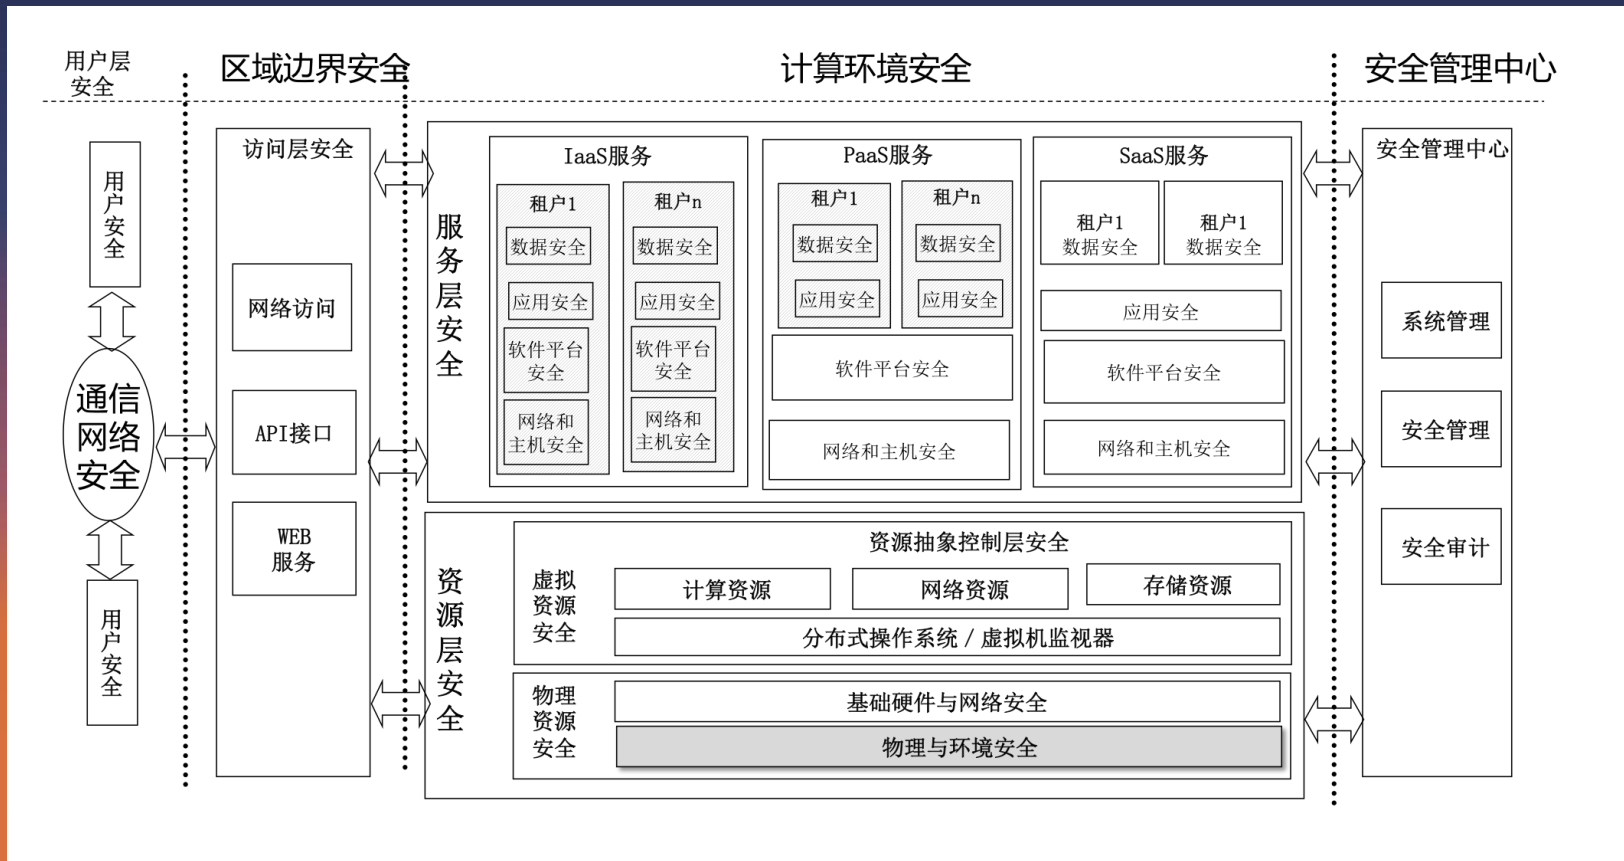 用户层
安全
区域边界安全
计算环境安全
安全管理中心
用户安全
通信
网络
安全
用户安全
访问层安全
网络访问
API接口
WEB
服务
服务层安全
IaaS服务
租户1
数据安全
应用安全
软件平台
安全
网络和
主机安全
租户n
数据安全
应用安全
软件平台
安全
网络和
主机安全
PaaS服务
租户1
数据安全
应用安全
租户n
数据安全
应用安全
软件平台安全
网络和主机安全
SaaS服务
租户1
数据安全
租户1
数据安全
应用安全
软件平台安全
网络和主机安全
资源层安全
虚拟
资源
安全
资源抽象控制层安全
计算资源
网络资源
存储资源
分布式操作系统 / 虚拟机监视器
物理
资源
安全
基础硬件与网络安全
物理与环境安全
安全管理中心
系统管理
安全管理
安全审计